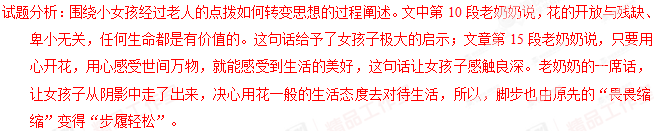 试题分析：围绕小女孩经过老人的点拨如何转变思想的过程阐述。文中第 10 段老奶奶说，花的开放与残缺、
卑小无关，任何生命都是有价值的。这句话给予了女孩子极大的启示；文章第 15 段老奶奶说，只要用
心开花，用心感受世间万物，就能感受到生活的美好，这句话让女孩子感触良深。老奶奶的一席话，
让女孩子从阴影中走了出来，决心用花一般的生活态度去对待生活，所以，脚步也由原先的“畏畏缩
缩”变得“步履轻松”。